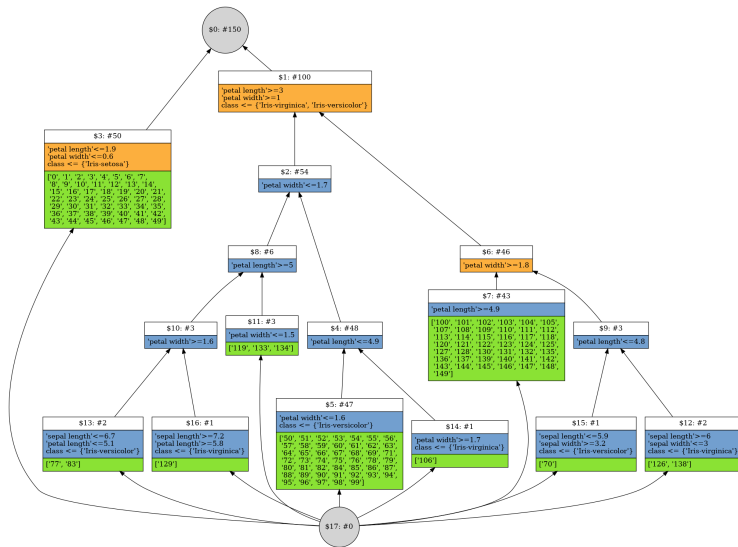 $0: #150
$1: #100
'petal length'>=3
'petal width'>=1
class <= {'Iris-virginica', 'Iris-versicolor'}
$3: #50
'petal length'<=1.9
'petal width'<=0.6
class <= {'Iris-setosa'}
['0', '1', '2', '3', '4', '5', '6', '7',
'8', '9', '10', '11', '12', '13', '14',
'15', '16', '17', '18', '19', '20', '21',
'22', '23', '24', '25', '26', '27', '28',
'29', '30', '31', '32', '33', '34', '35',
'36', '37', '38', '39', '40', '41', '42',
'43', '44', '45', '46', '47', '48', '49']
$2: #54
'petal width'<=1.7
$8: #6
'petal length'>=5
$6: #46
'petal width'>=1.8
$7: #43
'petal length'>=4.9
['100', '101', '102', '103', '104', '105',
'107', '108', '109', '110', '111', '112',
'113', '114', '115', '116', '117', '118',
'120', '121', '122', '123', '124', '125',
'127', '128', '130', '131', '132', '135',
'136', '137', '139', '140', '141', '142',
'143', '144', '145', '146', '147', '148',
'149']
$10: #3
'petal width'>=1.6
$11: #3
'petal width'<=1.5
['119', '133', '134']
$4: #48
'petal length'<=4.9
$9: #3
'petal length'<=4.8
$13: #2
'sepal length'<=6.7
'petal length'<=5.1
class <= {'Iris-versicolor'}
['77', '83']
$16: #1
'sepal length'>=7.2
'petal length'>=5.8
class <= {'Iris-virginica'}
['129']
$5: #47
'petal width'<=1.6
class <= {'Iris-versicolor'}
['50', '51', '52', '53', '54', '55', '56',
'57', '58', '59', '60', '61', '62', '63',
'64', '65', '66', '67', '68', '69', '71',
'72', '73', '74', '75', '76', '78', '79',
'80', '81', '82', '84', '85', '86', '87',
'88', '89', '90', '91', '92', '93', '94',
'95', '96', '97', '98', '99']
$14: #1
'petal width'>=1.7
class <= {'Iris-virginica'}
['106']
$15: #1
'sepal length'<=5.9
'sepal width'>=3.2
class <= {'Iris-versicolor'}
['70']
$12: #2
'sepal length'>=6
'sepal width'<=3
class <= {'Iris-virginica'}
['126', '138']
$17: #0